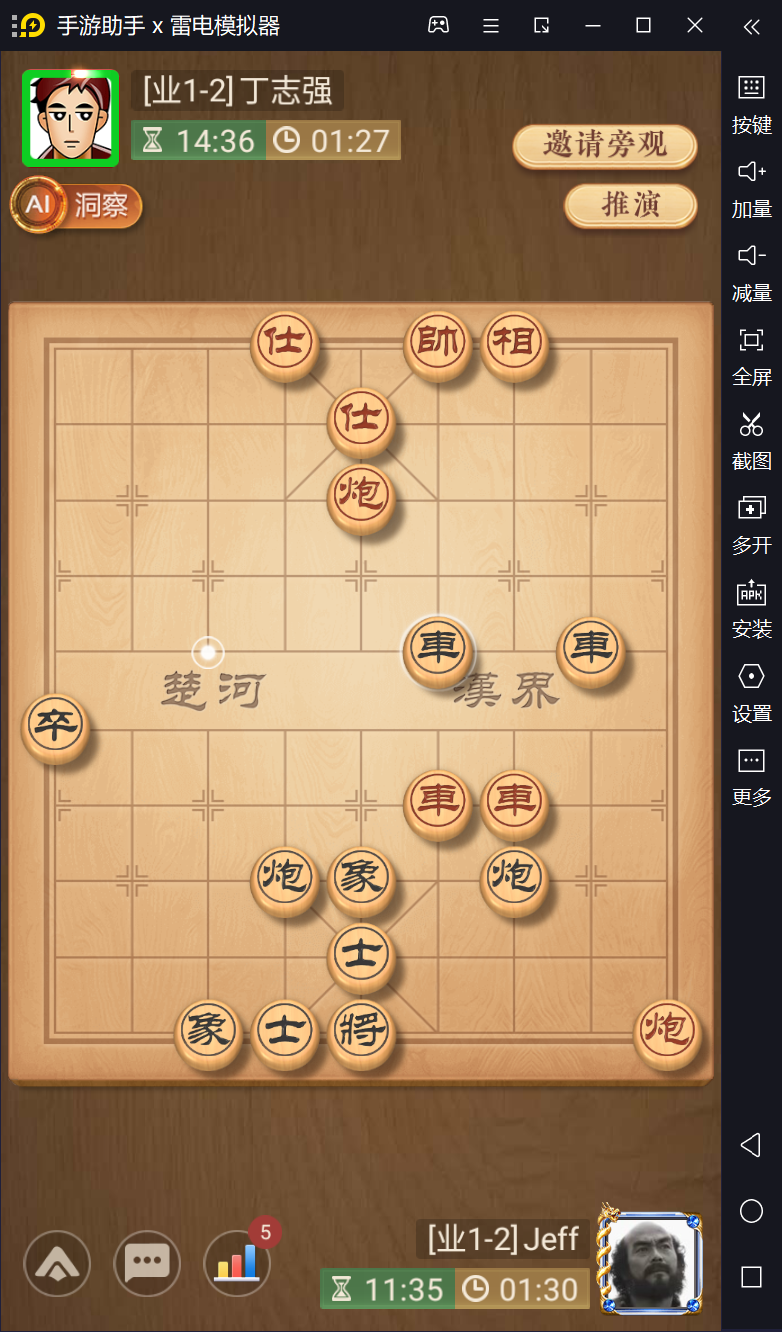 手游助手 x 雷电模拟器
[业1-2]丁志强
14:36 01:27
邀请旁观
AI 洞察
推演
按键
加量
减量
全屏
截图
多开
APK
安装
设置
更多
仕 帥 相
仕
炮
車 車
楚河 漢界
卒
車 車
炮 象 炮
士
象 士 將 炮
5
[业1-2]Jeff
11:35 01:30